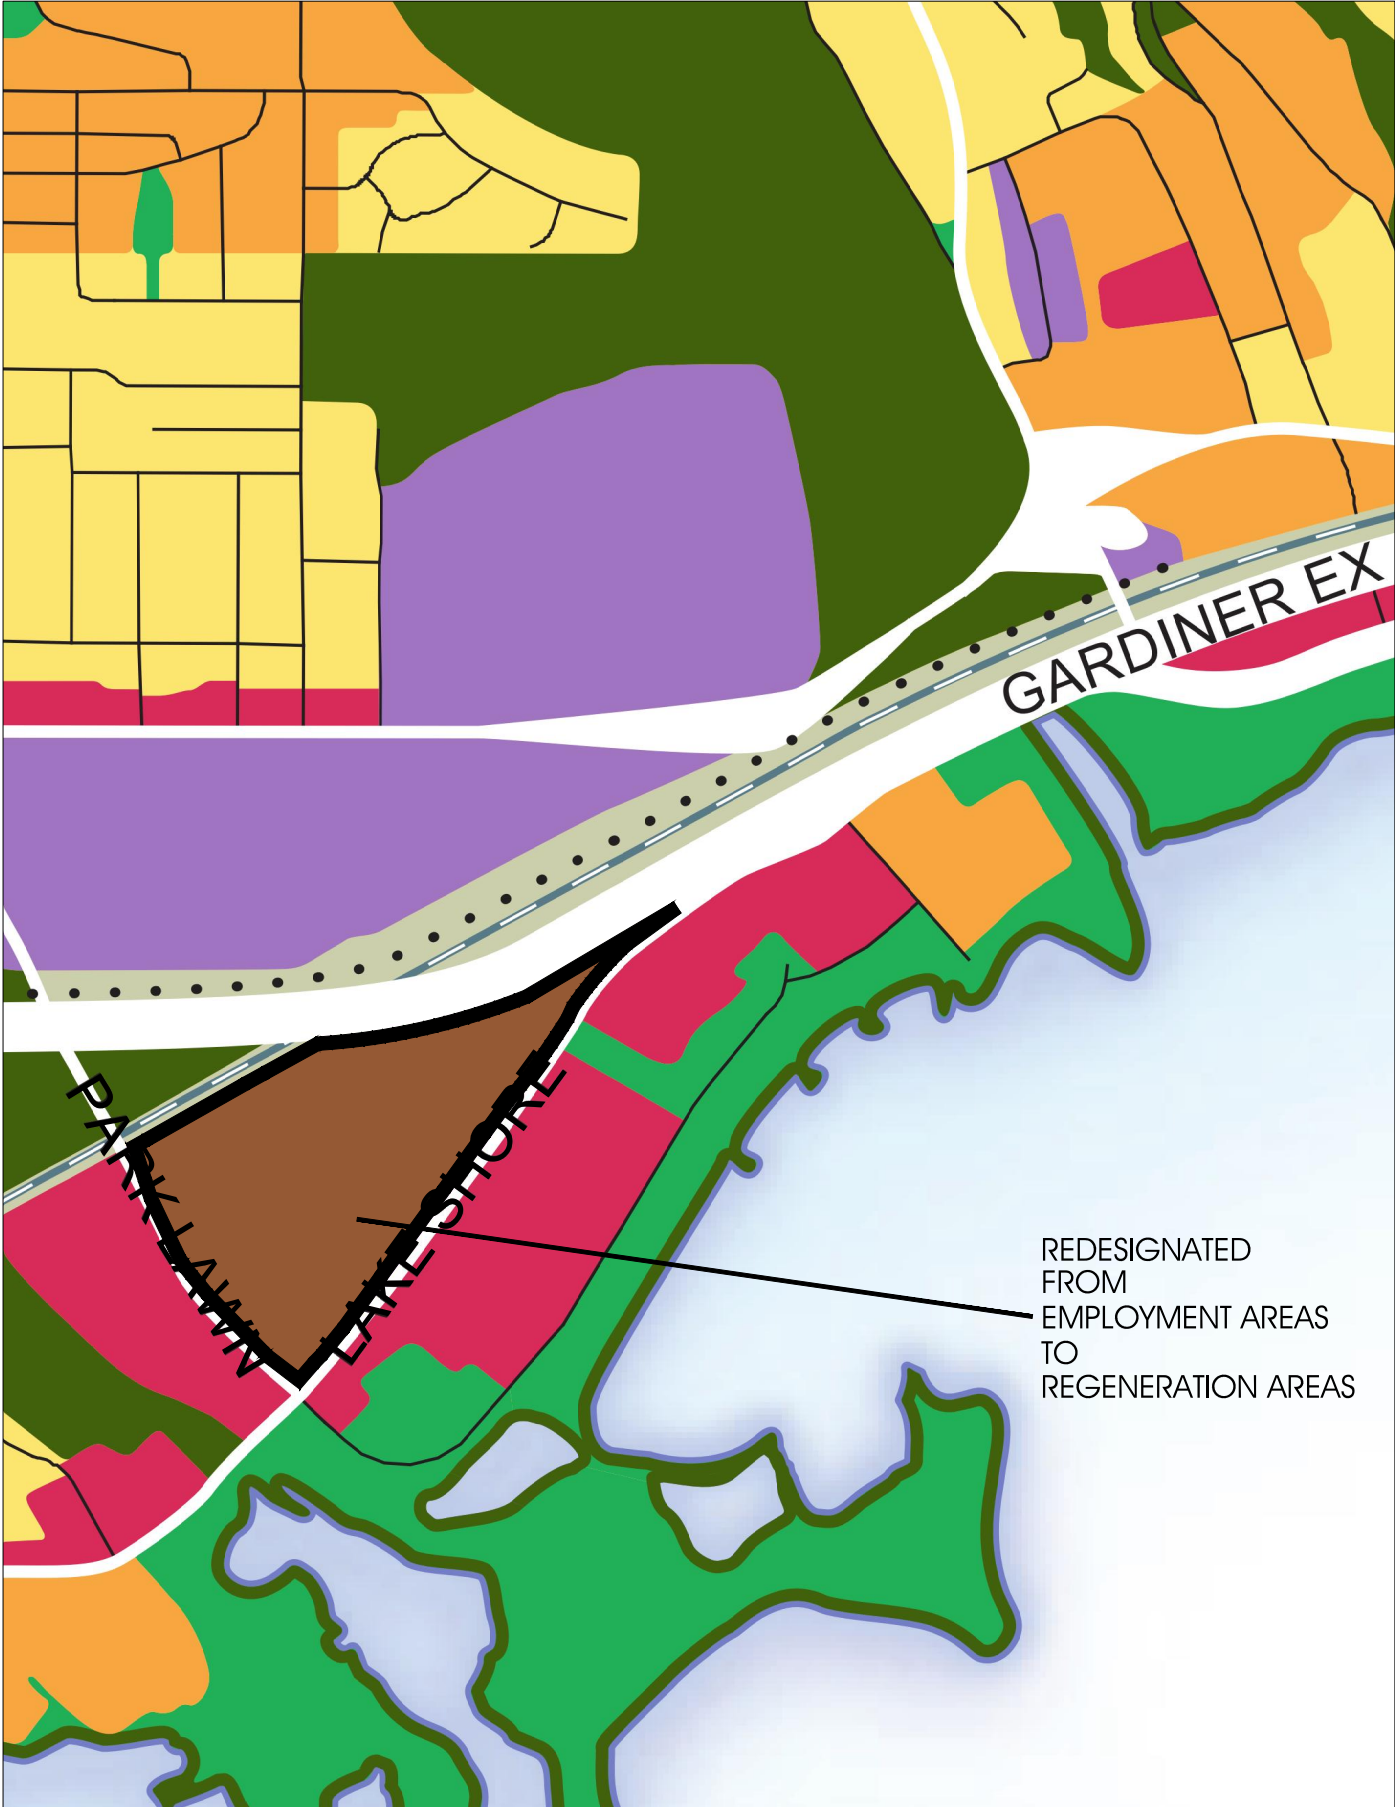 GARDINER EX
PARK LAWN
LAKE SHORE
REDESIGNATED
FROM
EMPLOYMENT AREAS
TO
REGENERATION AREAS